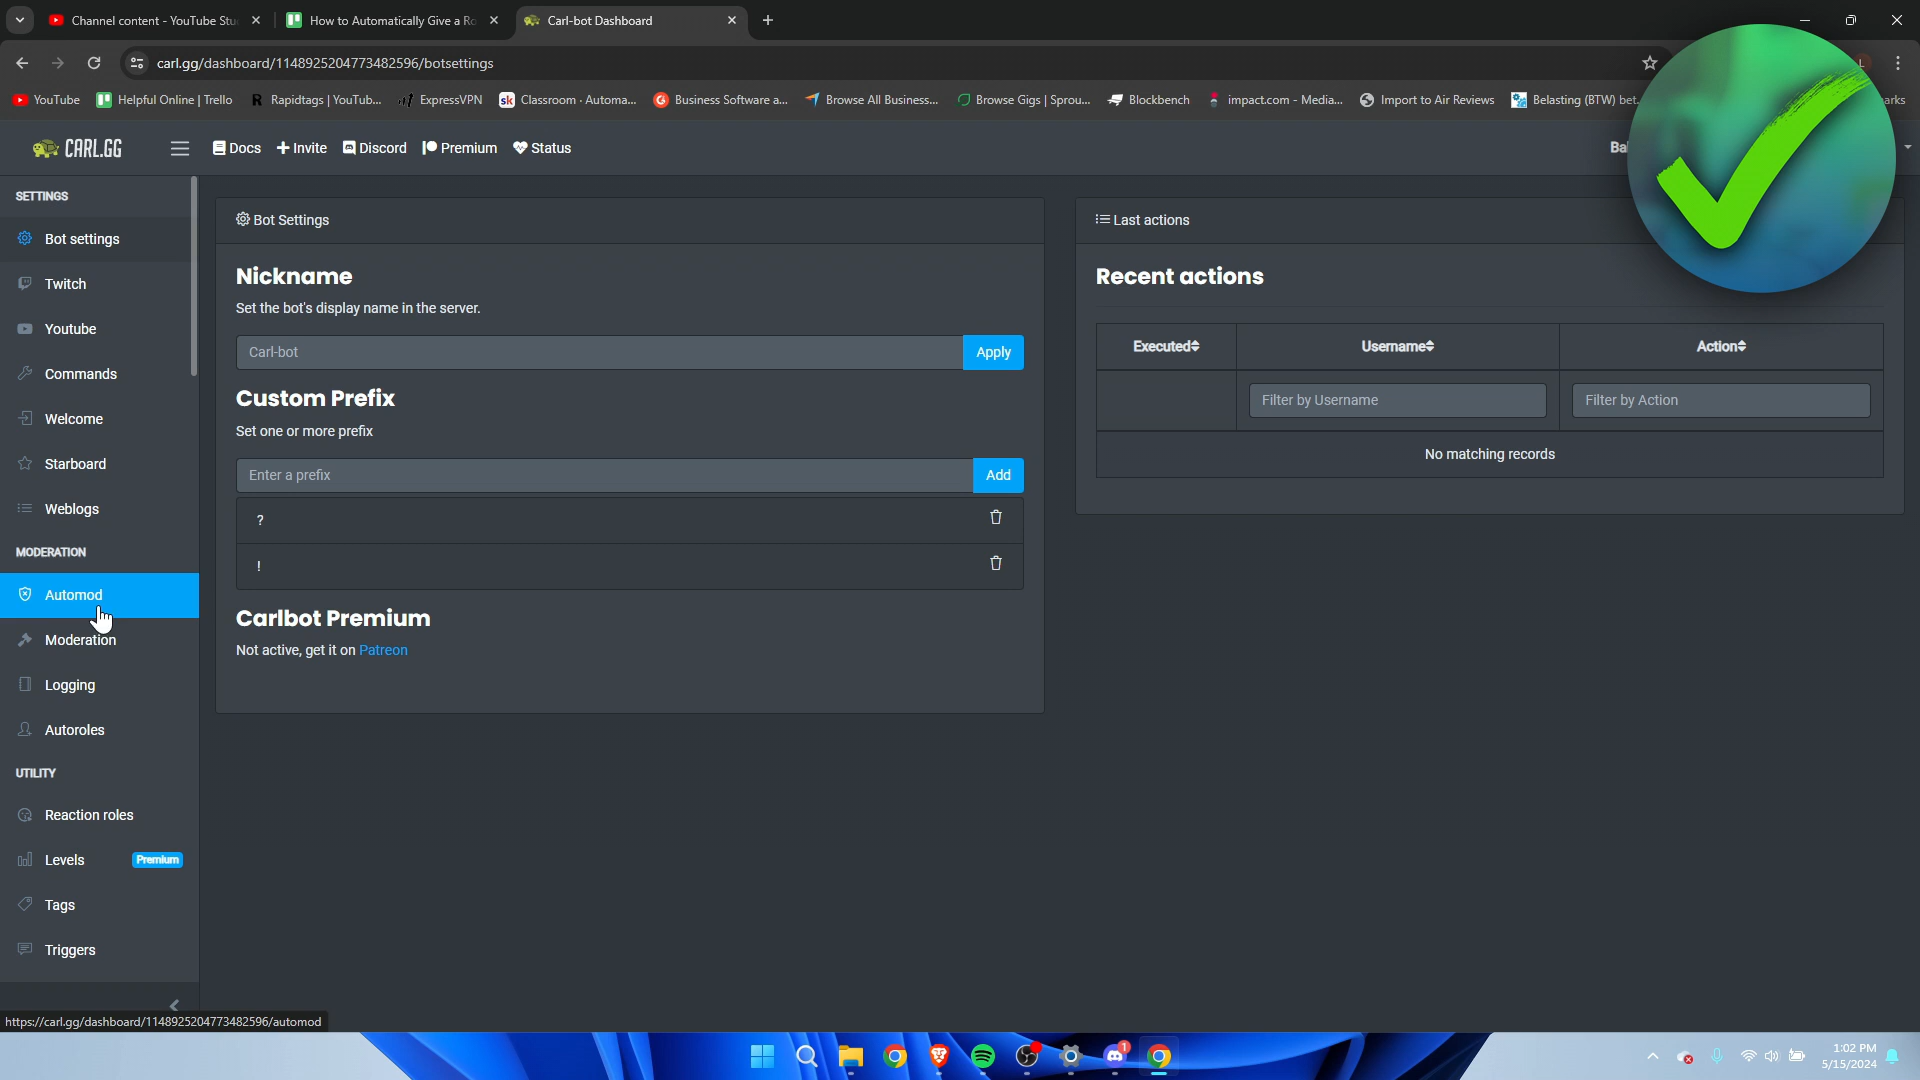 Channel content - YouTube Stu
How to Automatically Give a Ro
Carl-bot Dashboard
carl.gg/dashboard/1148925204773482596/botsettings
YouTube
Helpful Online | Trello
Rapidtags | YouTub...
ExpressVPN
Classroom - Automa...
Business Software a...
Browse All Business...
Browse Gigs | Sprou...
Blockbench
impact.com - Media...
Import to Air Reviews
Belasting (BTW) bet
CARL.GG
Docs
Invite
Discord
Premium
Status
SETTINGS
Bot settings
Twitch
Youtube
Commands
Welcome
Starboard
Weblogs
MODERATION
Automod
Moderation
Logging
Autoroles
UTILITY
Reaction roles
Levels Premium
Tags
Triggers
Bot Settings
Nickname
Set the bot's display name in the server.
Carl-bot
Apply
Custom Prefix
Set one or more prefix
Enter a prefix
Add
?
!
Carlbot Premium
Not active, get it on Patreon
Last actions
Recent actions
Executed
Username
Action
Filter by Username
Filter by Action
No matching records
https://carl.gg/dashboard/1148925204773482596/automod
1
1:02 PM
5/15/2024